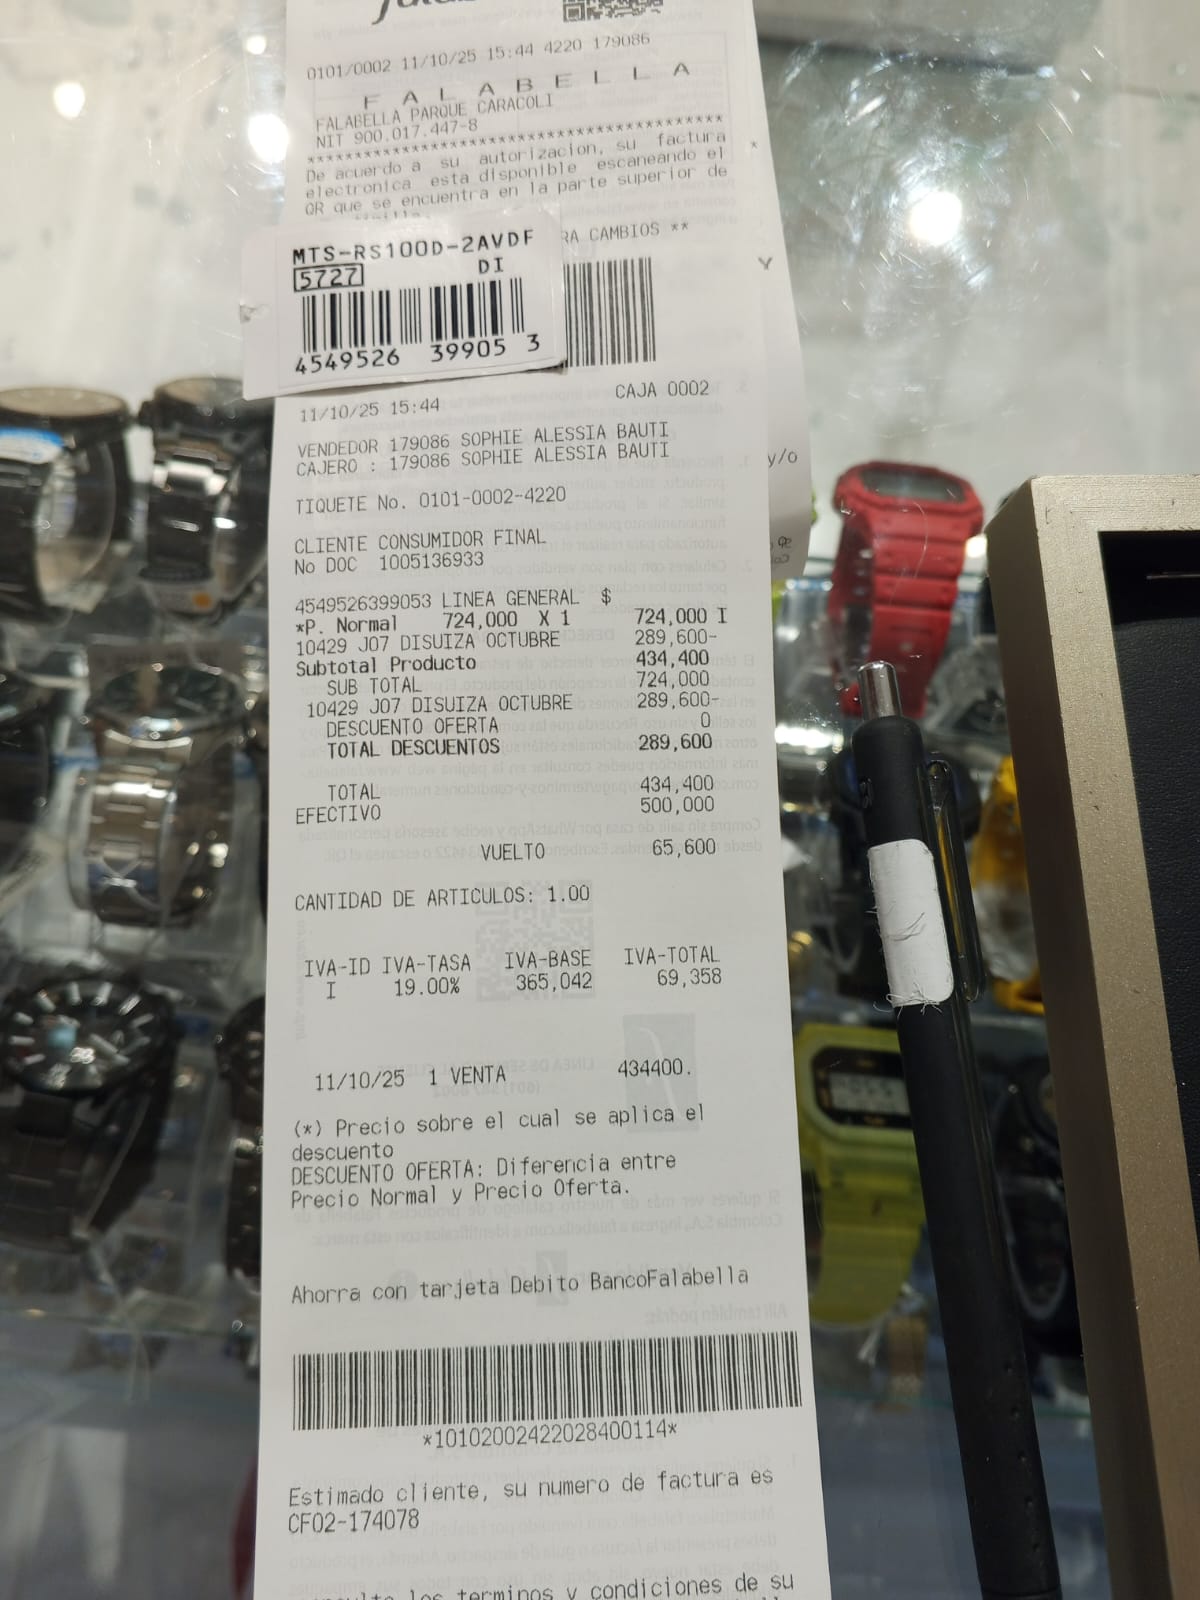 0101/0002 11/10/25 15:44 4220 179086
F A L A B E L L A
FALABELLA PARQUE CARACOLI
NIT 900.017.447-8
****************************************
De acuerdo a su autorizacion, su factura
electronica esta disponible escaneando el
QR que se encuentra en la parte superior de
RA CAMBIOS **
MTS-RS100D-2AVDF
5727 DI
4549526 39905 3
11/10/25 15:44 CAJA 0002
VENDEDOR 179086 SOPHIE ALESSIA BAUTI
CAJERO : 179086 SOPHIE ALESSIA BAUTI
TIQUETE No. 0101-0002-4220
CLIENTE CONSUMIDOR FINAL
No DOC 1005136933
4549526399053 LINEA GENERAL $
*P. Normal 724,000 X 1 724,000 I
10429 J07 DISUIZA OCTUBRE 289,600-
Subtotal Producto 434,400
SUB TOTAL 724,000
10429 J07 DISUIZA OCTUBRE 289,600-
DESCUENTO OFERTA 0
TOTAL DESCUENTOS 289,600
TOTAL 434,400
EFECTIVO 500,000
VUELTO 65,600
CANTIDAD DE ARTICULOS: 1.00
IVA-ID IVA-TASA IVA-BASE IVA-TOTAL
I 19.00% 365,042 69,358
11/10/25 1 VENTA 434400.
(*) Precio sobre el cual se aplica el
descuento
DESCUENTO OFERTA: Diferencia entre
Precio Normal y Precio Oferta.
Ahorra con tarjeta Debito BancoFalabella
*10102002422028400114*
Estimado cliente, su numero de factura es
CF02-174078
los terminos y condiciones de su
y/o